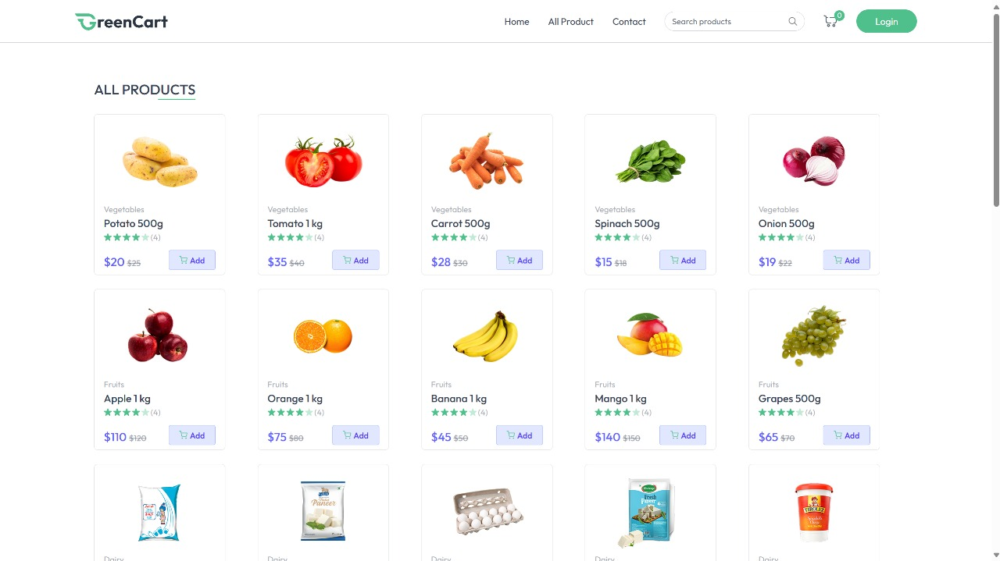 GreenCart
Home
All Product
Contact
Search products
0
Login
ALL PRODUCTS
Vegetables
Potato 500g
(4)
$20 $25
Add
Vegetables
Tomato 1 kg
(4)
$35 $40
Add
Vegetables
Carrot 500g
(4)
$28 $30
Add
Vegetables
Spinach 500g
(4)
$15 $18
Add
Vegetables
Onion 500g
(4)
$19 $22
Add
Fruits
Apple 1 kg
(4)
$110 $120
Add
Fruits
Orange 1 kg
(4)
$75 $80
Add
Fruits
Banana 1 kg
(4)
$45 $50
Add
Fruits
Mango 1 kg
(4)
$140 $150
Add
Fruits
Grapes 500g
(4)
$65 $70
Add
Paneer
Fresh
Paneer
Dairy
Dairy
Dairy
Dairy
Dairy